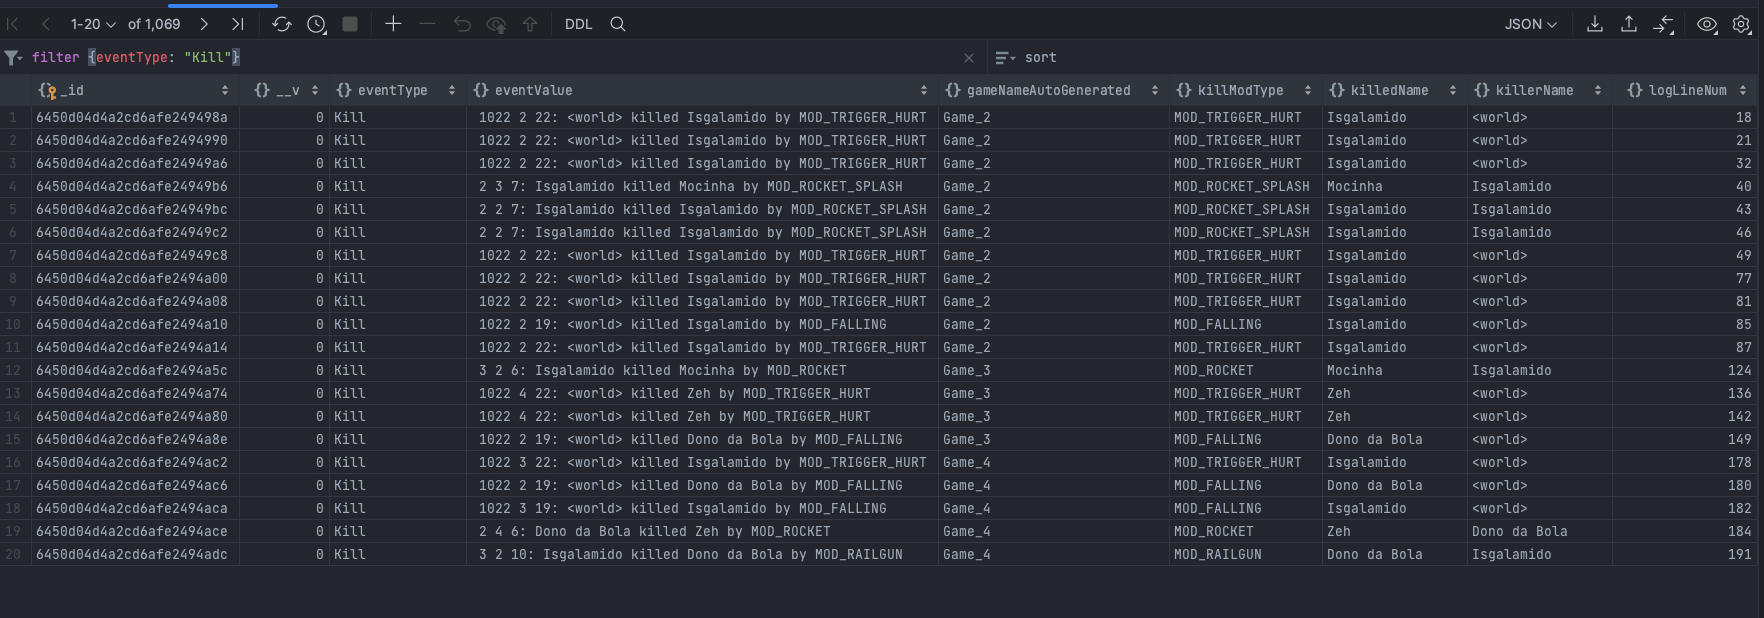 1-20 of 1,069 DDL JSON
filter {eventType: "Kill"} sort
_id __v eventType eventValue gameNameAutoGenerated killModType killedName killerName logLineNum
1 6450d04d4a2cd6afe249498a 0 Kill 1022 2 22: <world> killed Isgalamido by MOD_TRIGGER_HURT Game_2 MOD_TRIGGER_HURT Isgalamido <world> 18
2 6450d04d4a2cd6afe2494990 0 Kill 1022 2 22: <world> killed Isgalamido by MOD_TRIGGER_HURT Game_2 MOD_TRIGGER_HURT Isgalamido <world> 21
3 6450d04d4a2cd6afe24949a6 0 Kill 1022 2 22: <world> killed Isgalamido by MOD_TRIGGER_HURT Game_2 MOD_TRIGGER_HURT Isgalamido <world> 32
4 6450d04d4a2cd6afe24949b6 0 Kill 2 3 7: Isgalamido killed Mocinha by MOD_ROCKET_SPLASH Game_2 MOD_ROCKET_SPLASH Mocinha Isgalamido 40
5 6450d04d4a2cd6afe24949bc 0 Kill 2 2 7: Isgalamido killed Isgalamido by MOD_ROCKET_SPLASH Game_2 MOD_ROCKET_SPLASH Isgalamido Isgalamido 43
6 6450d04d4a2cd6afe24949c2 0 Kill 2 2 7: Isgalamido killed Isgalamido by MOD_ROCKET_SPLASH Game_2 MOD_ROCKET_SPLASH Isgalamido Isgalamido 46
7 6450d04d4a2cd6afe24949c8 0 Kill 1022 2 22: <world> killed Isgalamido by MOD_TRIGGER_HURT Game_2 MOD_TRIGGER_HURT Isgalamido <world> 49
8 6450d04d4a2cd6afe2494a00 0 Kill 1022 2 22: <world> killed Isgalamido by MOD_TRIGGER_HURT Game_2 MOD_TRIGGER_HURT Isgalamido <world> 77
9 6450d04d4a2cd6afe2494a08 0 Kill 1022 2 22: <world> killed Isgalamido by MOD_TRIGGER_HURT Game_2 MOD_TRIGGER_HURT Isgalamido <world> 81
10 6450d04d4a2cd6afe2494a10 0 Kill 1022 2 19: <world> killed Isgalamido by MOD_FALLING Game_2 MOD_FALLING Isgalamido <world> 85
11 6450d04d4a2cd6afe2494a14 0 Kill 1022 2 22: <world> killed Isgalamido by MOD_TRIGGER_HURT Game_2 MOD_TRIGGER_HURT Isgalamido <world> 87
12 6450d04d4a2cd6afe2494a5c 0 Kill 3 2 6: Isgalamido killed Mocinha by MOD_ROCKET Game_3 MOD_ROCKET Mocinha Isgalamido 124
13 6450d04d4a2cd6afe2494a74 0 Kill 1022 4 22: <world> killed Zeh by MOD_TRIGGER_HURT Game_3 MOD_TRIGGER_HURT Zeh <world> 136
14 6450d04d4a2cd6afe2494a80 0 Kill 1022 4 22: <world> killed Zeh by MOD_TRIGGER_HURT Game_3 MOD_TRIGGER_HURT Zeh <world> 142
15 6450d04d4a2cd6afe2494a8e 0 Kill 1022 2 19: <world> killed Dono da Bola by MOD_FALLING Game_3 MOD_FALLING Dono da Bola <world> 149
16 6450d04d4a2cd6afe2494ac2 0 Kill 1022 3 22: <world> killed Isgalamido by MOD_TRIGGER_HURT Game_4 MOD_TRIGGER_HURT Isgalamido <world> 178
17 6450d04d4a2cd6afe2494ac6 0 Kill 1022 2 19: <world> killed Dono da Bola by MOD_FALLING Game_4 MOD_FALLING Dono da Bola <world> 180
18 6450d04d4a2cd6afe2494aca 0 Kill 1022 3 19: <world> killed Isgalamido by MOD_FALLING Game_4 MOD_FALLING Isgalamido <world> 182
19 6450d04d4a2cd6afe2494ace 0 Kill 2 4 6: Dono da Bola killed Zeh by MOD_ROCKET Game_4 MOD_ROCKET Zeh Dono da Bola 184
20 6450d04d4a2cd6afe2494adc 0 Kill 3 2 10: Isgalamido killed Dono da Bola by MOD_RAILGUN Game_4 MOD_RAILGUN Dono da Bola Isgalamido 191